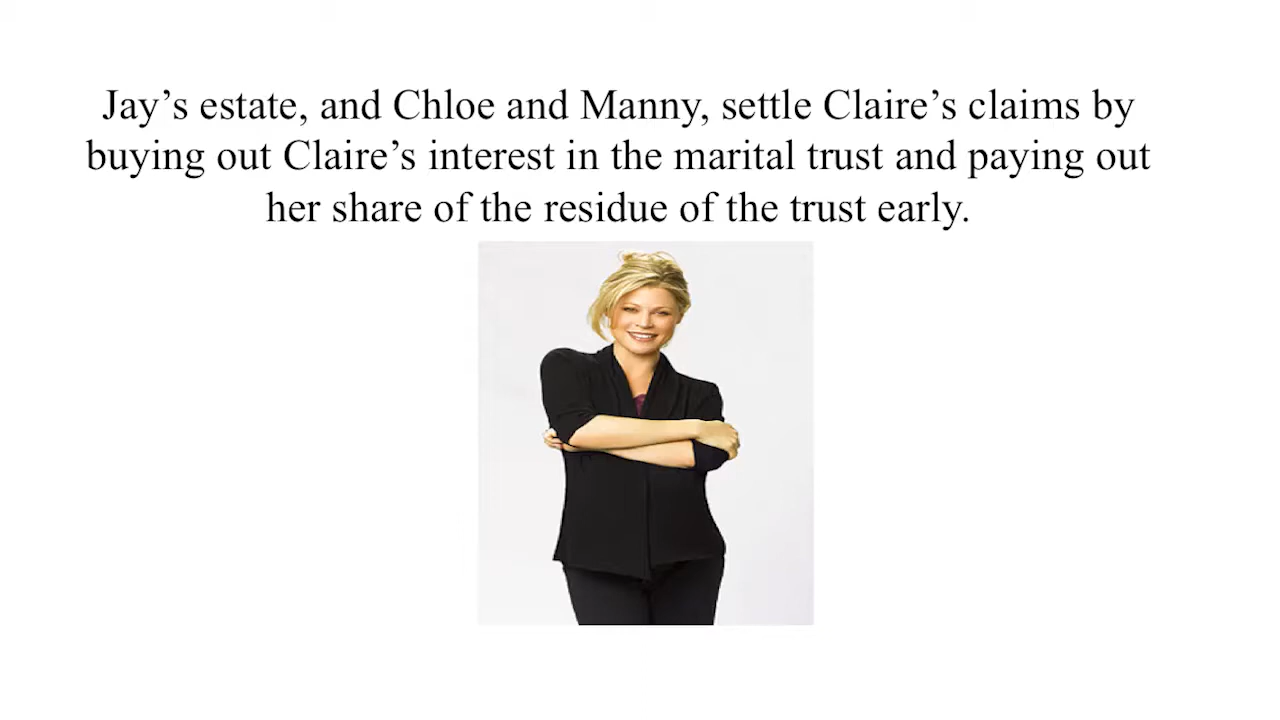 Jay’s estate, and Chloe and Manny, settle Claire’s claims by
buying out Claire’s interest in the marital trust and paying out
her share of the residue of the trust early.